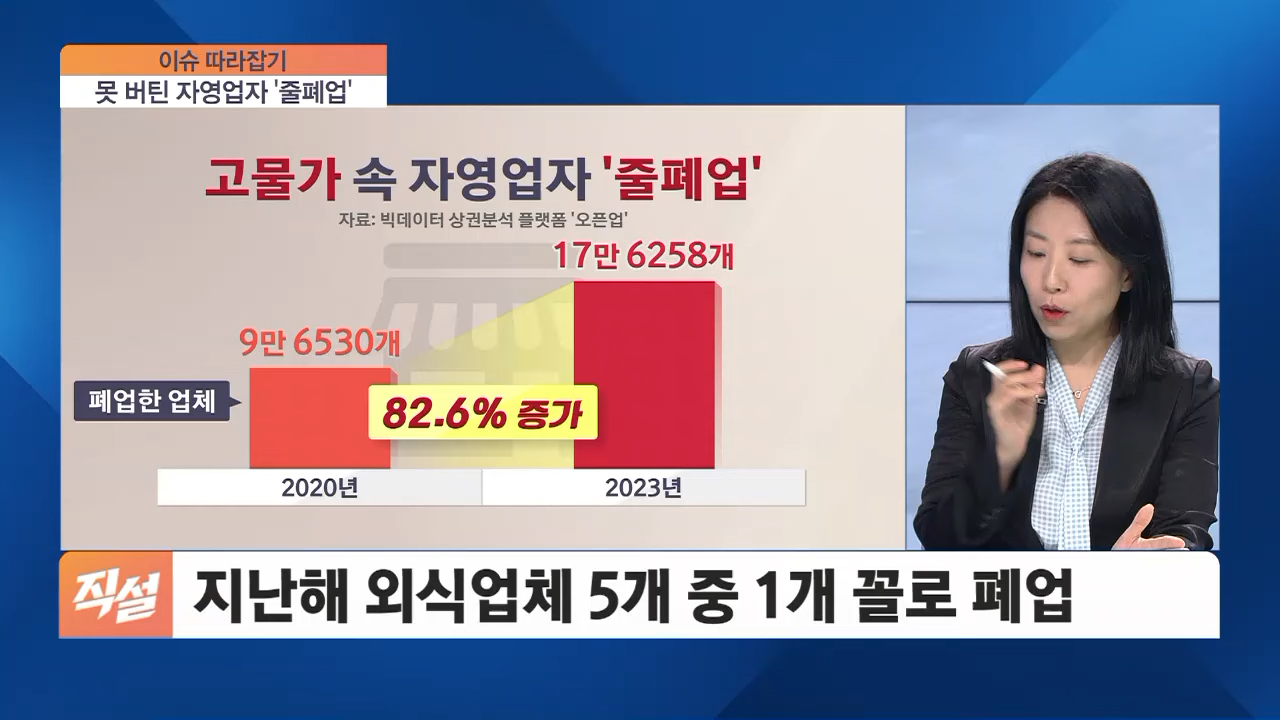 이슈 따라잡기
못 버틴 자영업자 '줄폐업'
고물가 속 자영업자 '줄폐업'
자료: 빅데이터 상권분석 플랫폼 '오픈업'
17만 6258개
9만 6530개
폐업한 업체
82.6% 증가
2020년
2023년
직설
지난해 외식업체 5개 중 1개 꼴로 폐업